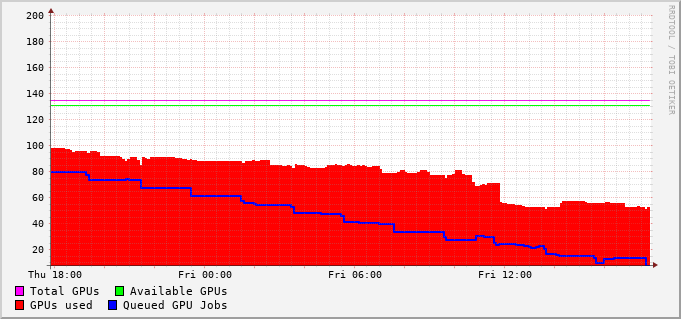 200
180
160
140
120
100
80
60
40
20
Thu 18:00 Fri 00:00 Fri 06:00 Fri 12:00
Total GPUs Available GPUs
GPUs used Queued GPU Jobs
RRDTOOL / TOBI OETIKER